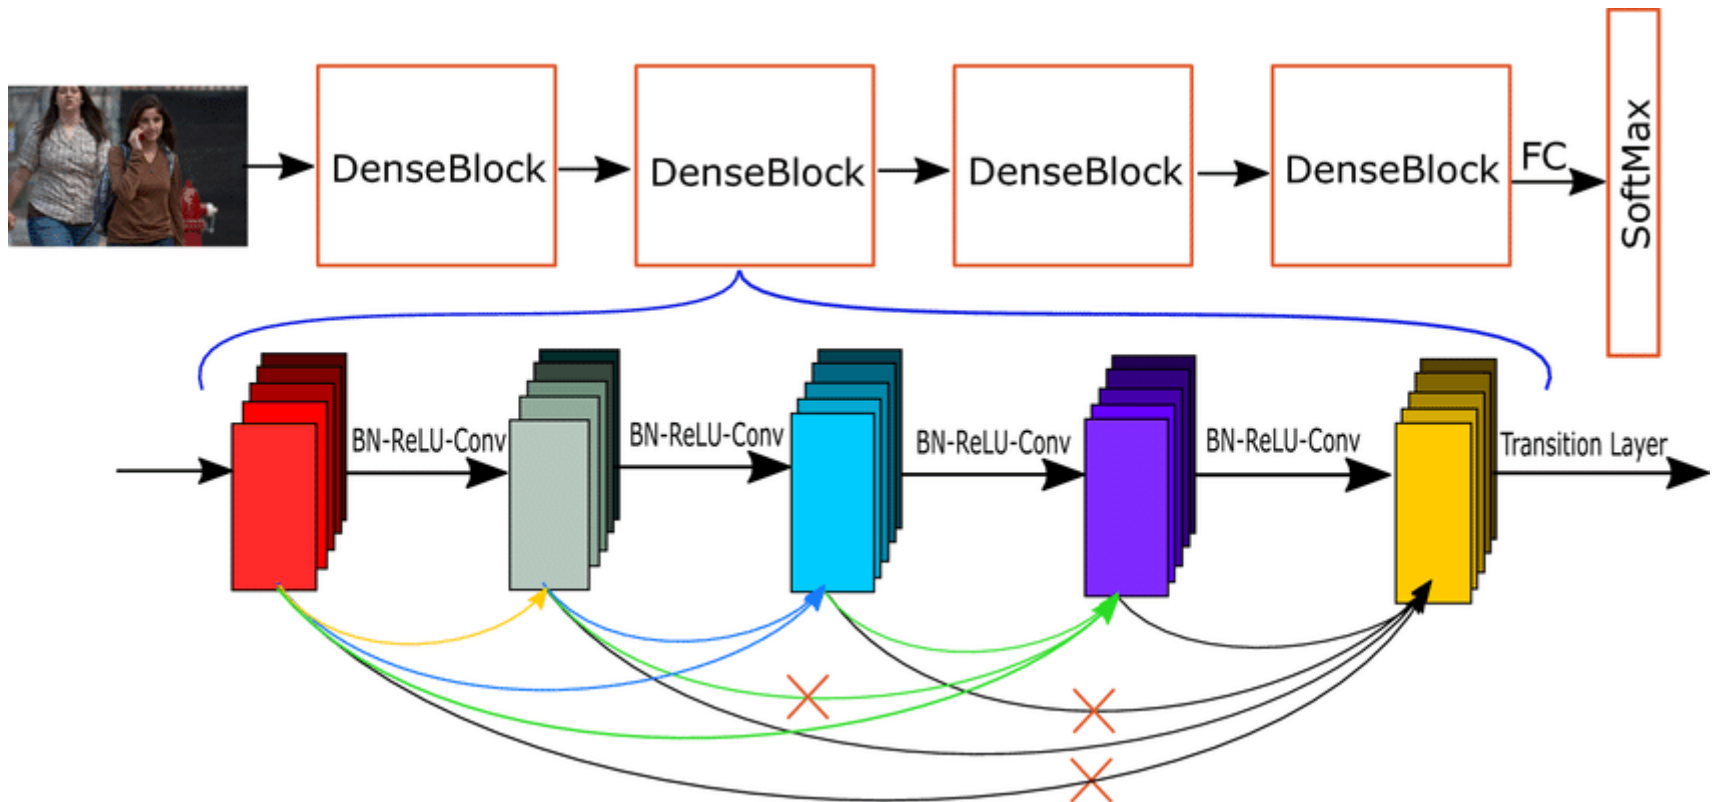 DenseBlock
DenseBlock
DenseBlock
DenseBlock
FC
SoftMax
BN-ReLU-Conv
BN-ReLU-Conv
BN-ReLU-Conv
BN-ReLU-Conv
Transition Layer